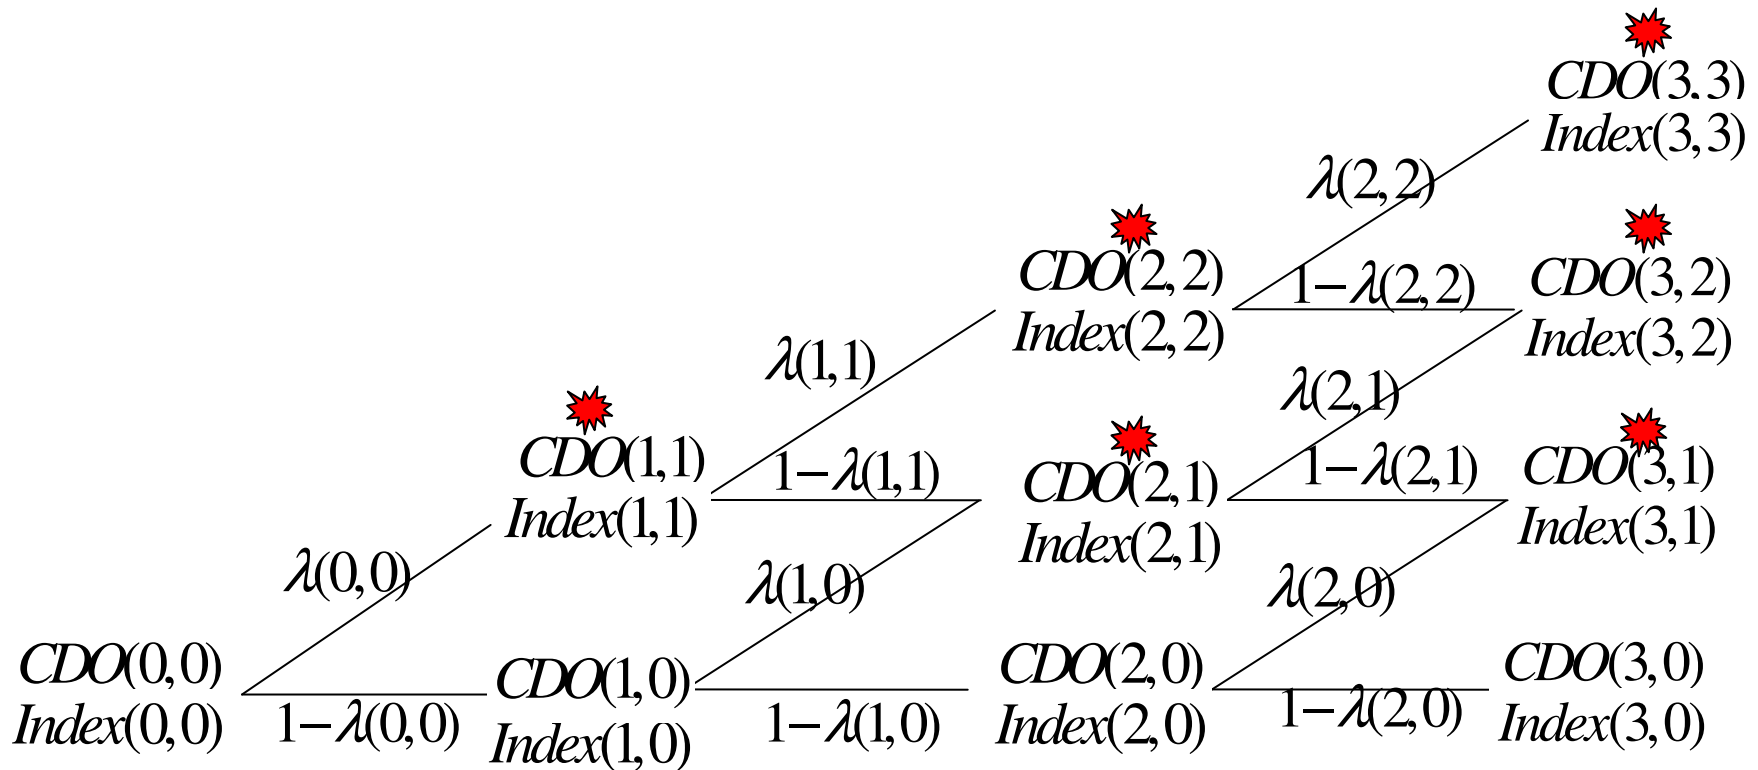 CDO(3,3)
Index(3,3)
λ(2,2)
CDO(2,2)
Index(2,2)
1−λ(2,2)
CDO(3,2)
Index(3,2)
λ(1,1)
λ(2,1)
CDO(1,1)
Index(1,1)
1−λ(1,1)
CDO(2,1)
Index(2,1)
1−λ(2,1)
CDO(3,1)
Index(3,1)
λ(0,0)
λ(1,0)
λ(2,0)
CDO(0,0)
Index(0,0)
1−λ(0,0)
CDO(1,0)
Index(1,0)
1−λ(1,0)
CDO(2,0)
Index(2,0)
1−λ(2,0)
CDO(3,0)
Index(3,0)